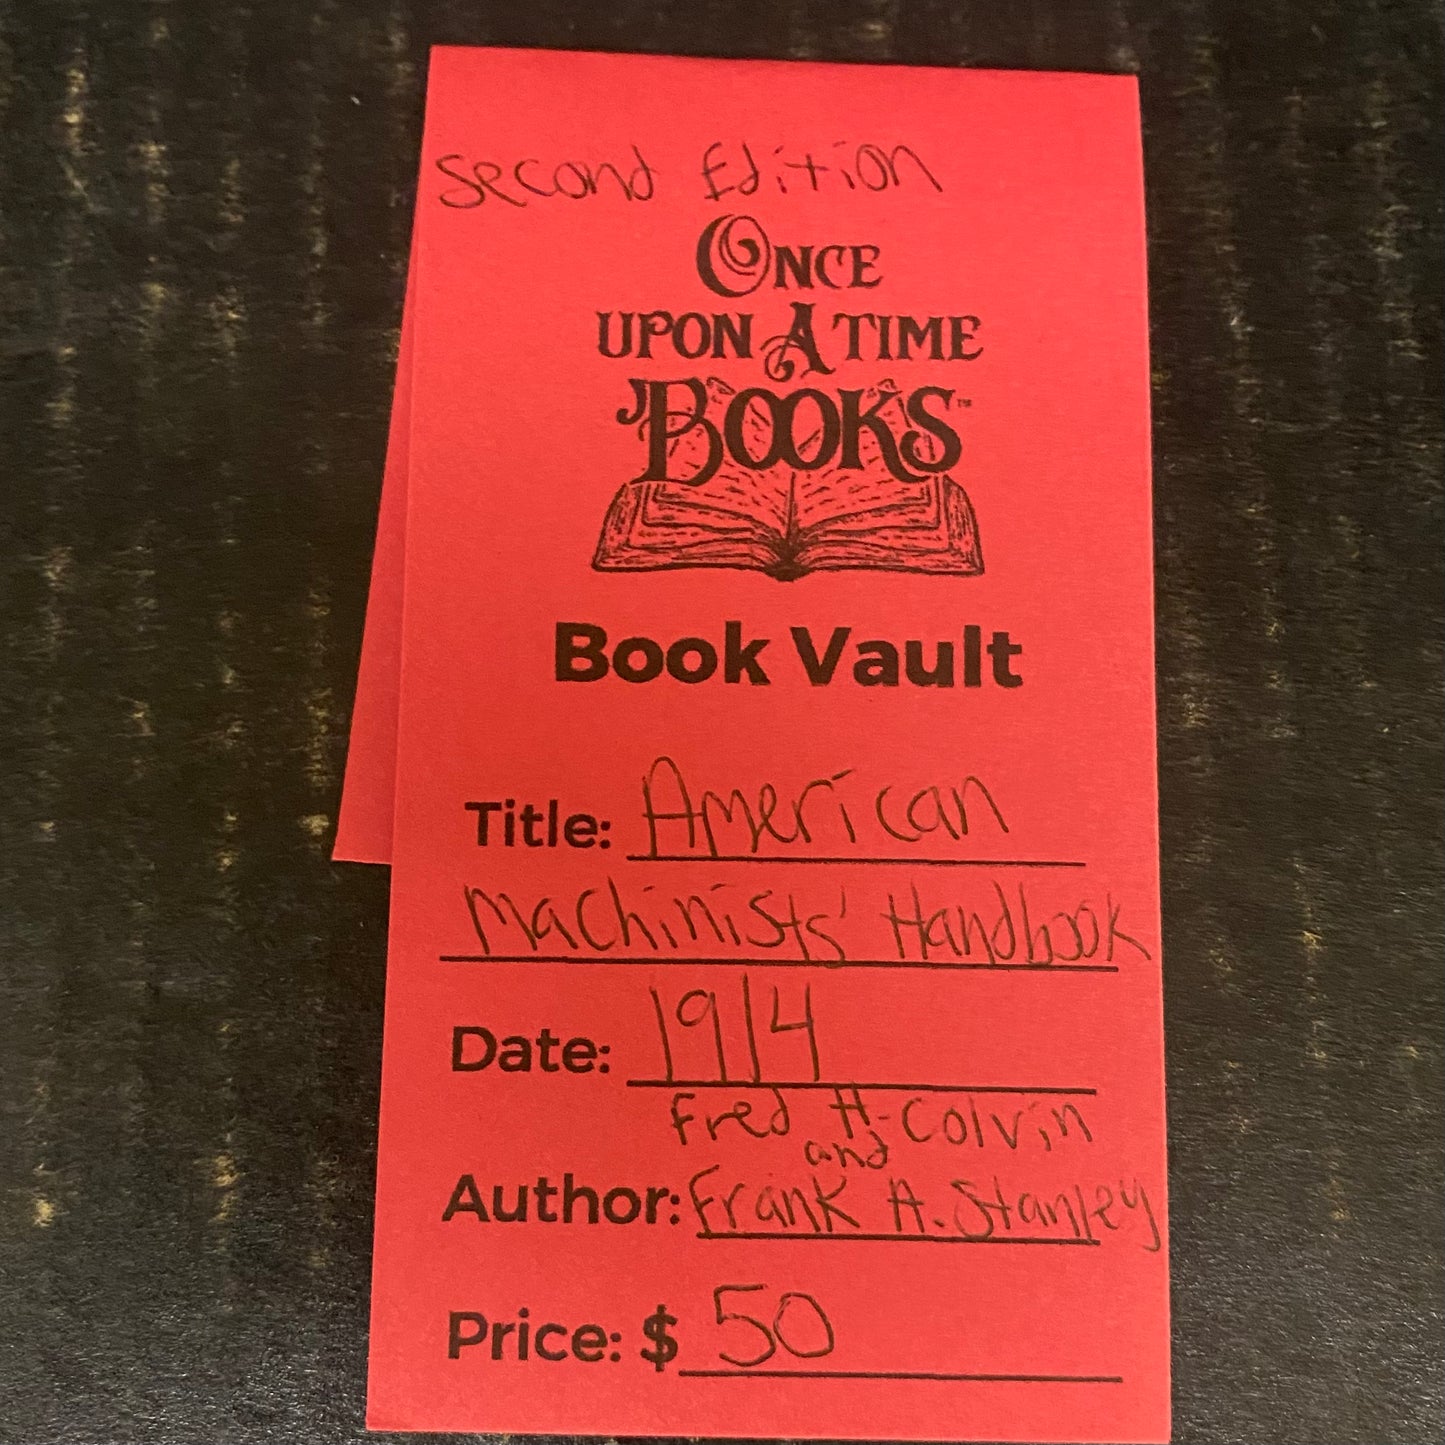 Second Edition
ONCE
UPON A TIME
BOOKS™
Book Vault
Title: American
Machinists' Handbook
Date: 1914
Fred H. Colvin
and
Author: Frank A. Stanley
Price: $ 50